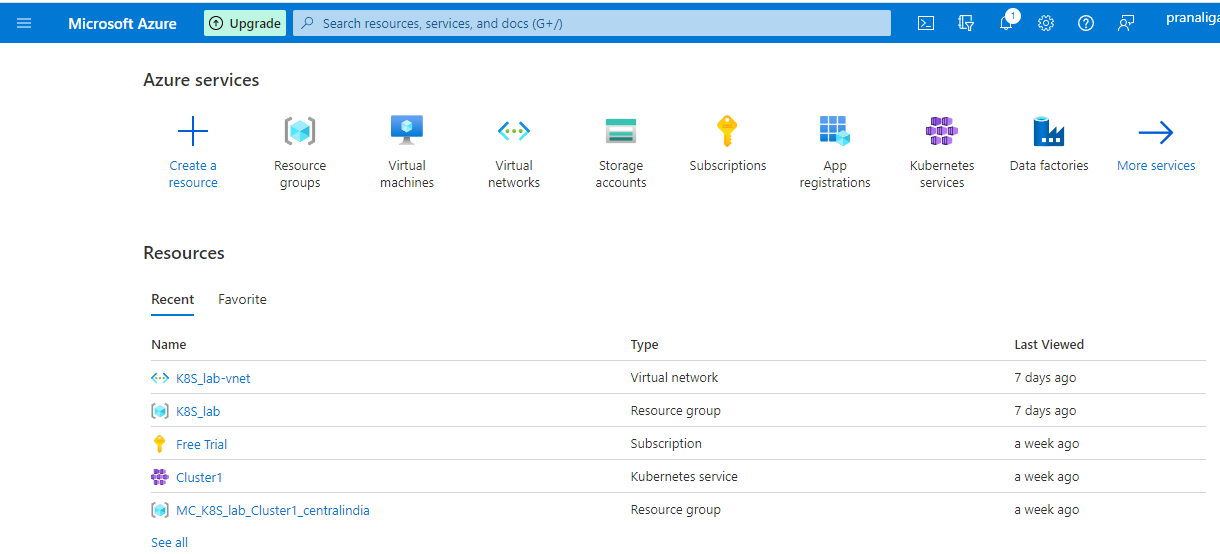 Microsoft Azure Upgrade Search resources, services, and docs (G+/) 1 pranaliga
Azure services
Create a resource
Resource groups
Virtual machines
Virtual networks
Storage accounts
Subscriptions
App registrations
Kubernetes services
Data factories
More services
Resources
Recent Favorite
Name Type Last Viewed
K8S_lab-vnet Virtual network 7 days ago
K8S_lab Resource group 7 days ago
Free Trial Subscription a week ago
Cluster1 Kubernetes service a week ago
MC_K8S_lab_Cluster1_centralindia Resource group a week ago
See all